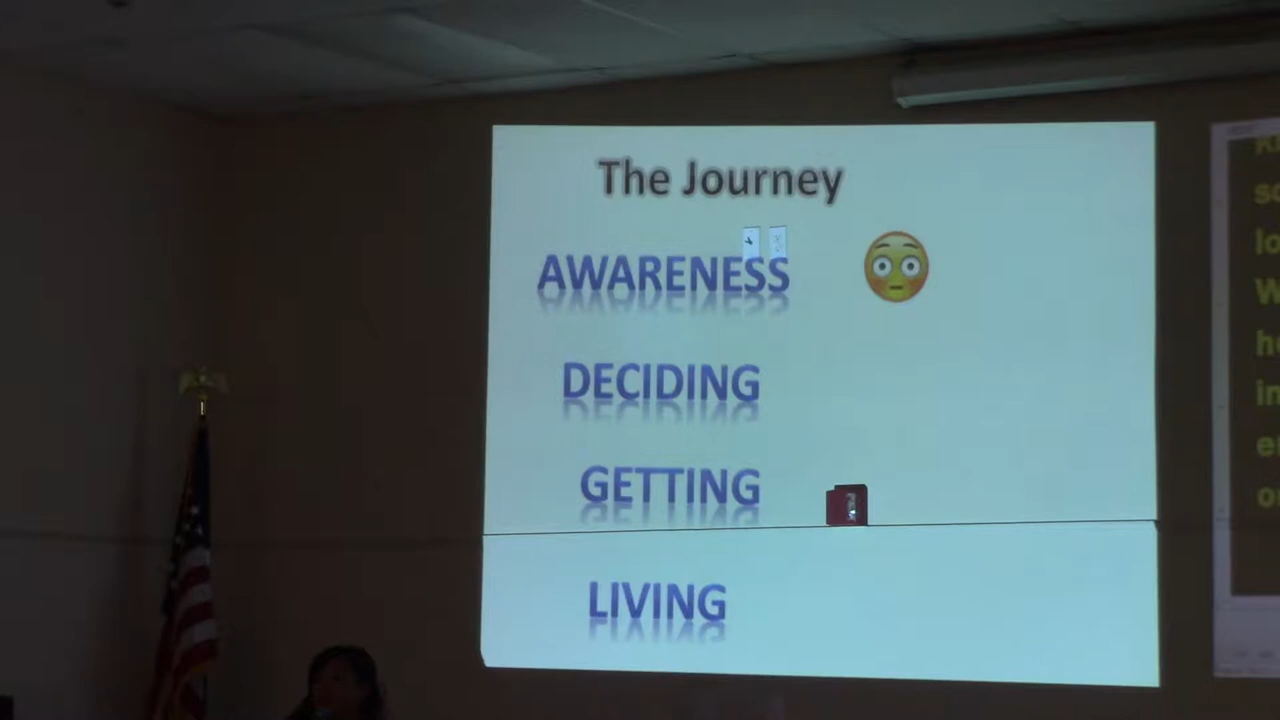 The Journey
AWARENESS
DECIDING
GETTING
LIVING